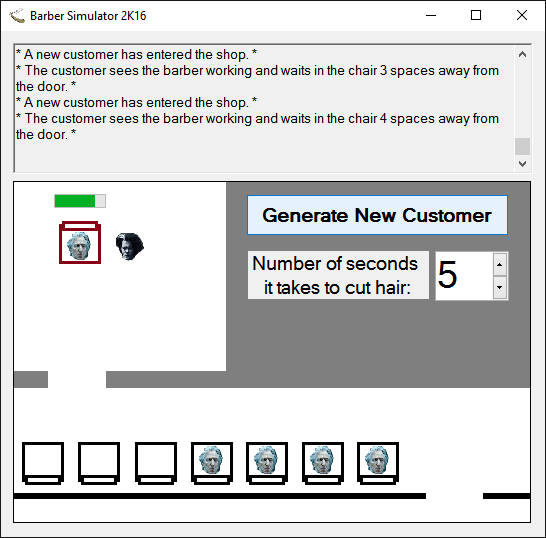 Barber Simulator 2K16
* A new customer has entered the shop. *
* The customer sees the barber working and waits in the chair 3 spaces away from
the door. *
* A new customer has entered the shop. *
* The customer sees the barber working and waits in the chair 4 spaces away from
the door. *
Generate New Customer
Number of seconds
it takes to cut hair:
5